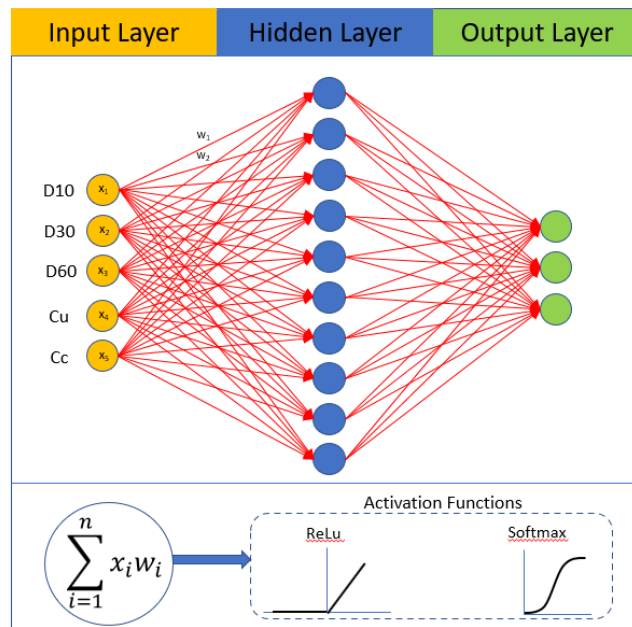 Input Layer
Hidden Layer
Output Layer
w₁
w₂
D10
x₁
D30
x₂
D60
x₃
Cu
x₄
Cc
x₅
Activation Functions
ReLu
Softmax
n
∑ xᵢwᵢ
i=1